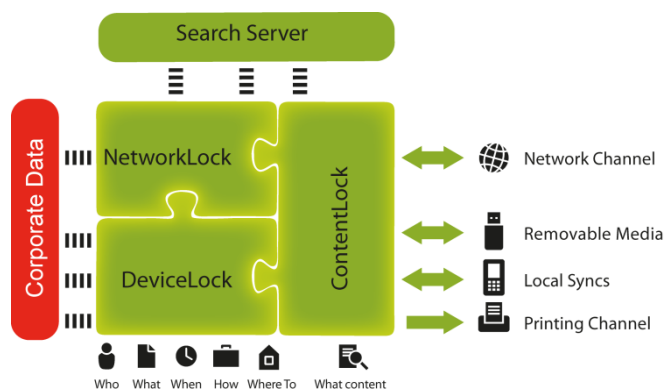 Search Server
Corporate Data
NetworkLock
DeviceLock
ContentLock
Network Channel
Removable Media
Local Syncs
Printing Channel
Who What When How Where To What content